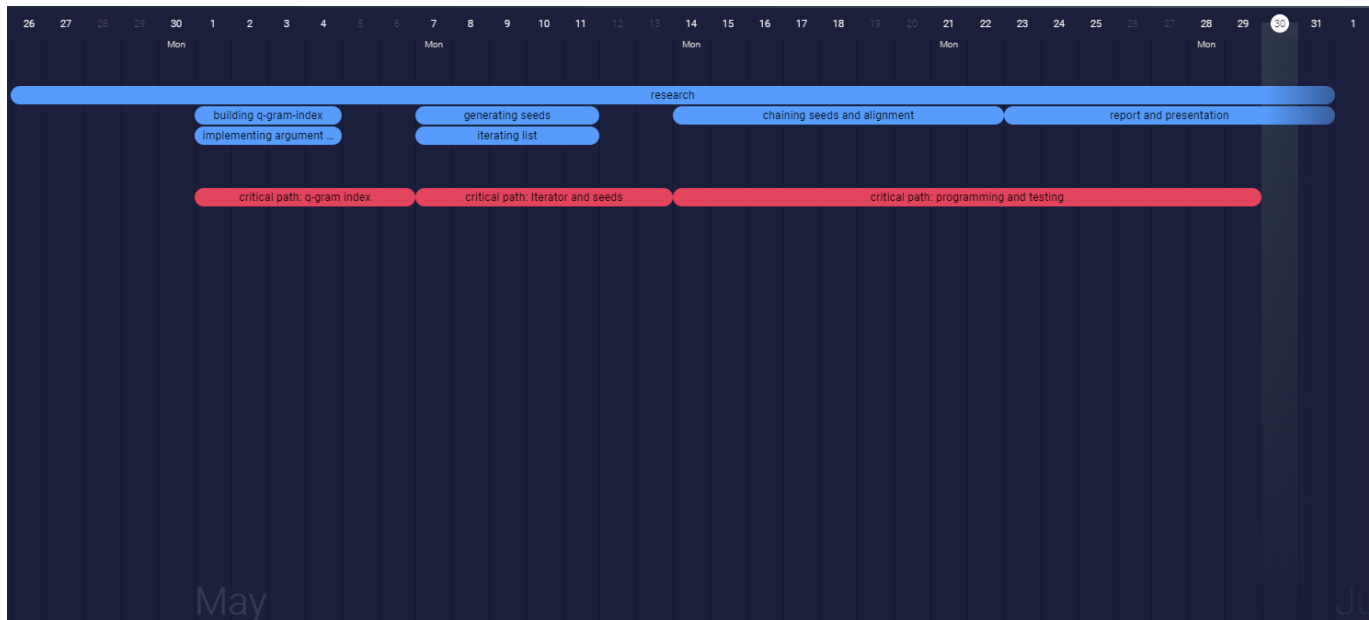 26 27 28 29 30 1 2 3 4 5 6 7 8 9 10 11 12 13 14 15 16 17 18 19 20 21 22 23 24 25 26 27 28 29 30 31 1
Mon Mon Mon Mon Mon
research
building q-gram-index generating seeds chaining seeds and alignment report and presentation
implementing argument ... iterating list
critical path: q-gram index critical path: Iterator and seeds critical path: programming and testing
May